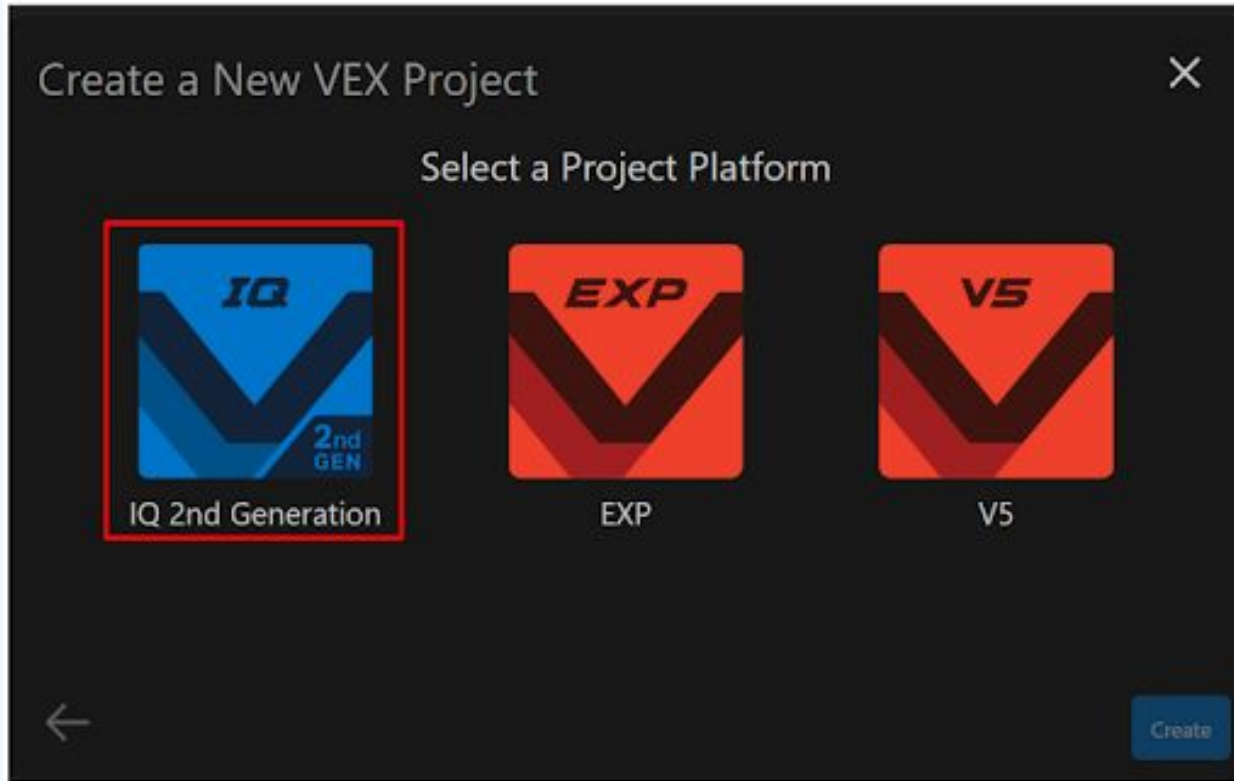 Create a New VEX Project
Select a Project Platform
IQ
EXP
V5
2nd
GEN
IQ 2nd Generation
EXP
V5
Create